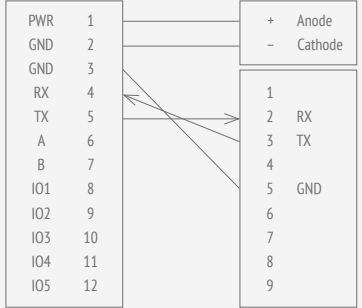 PWR 1 + Anode
GND 2 – Cathode
GND 3
RX 4 1
TX 5 2 RX
A 6 3 TX
B 7 4
IO1 8 5 GND
IO2 9 6
IO3 10 7
IO4 11 8
IO5 12 9